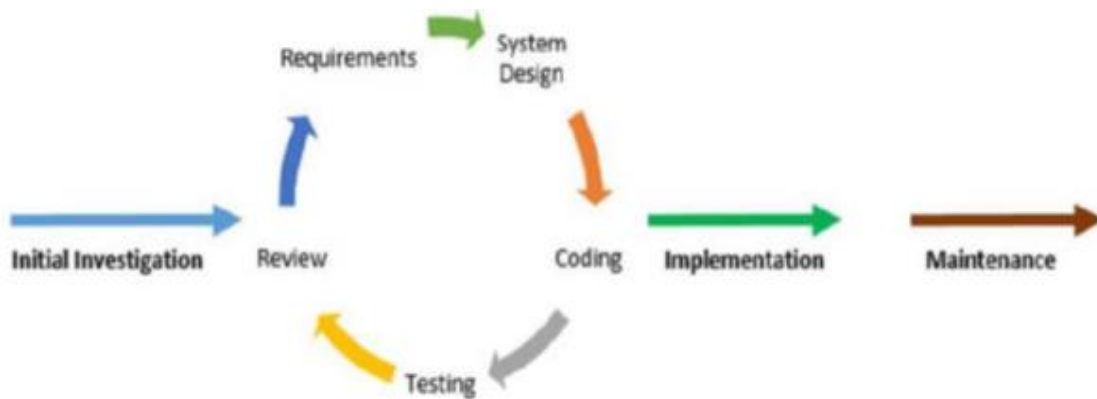 Requirements
System
Design
Initial Investigation
Review
Coding
Implementation
Maintenance
Testing